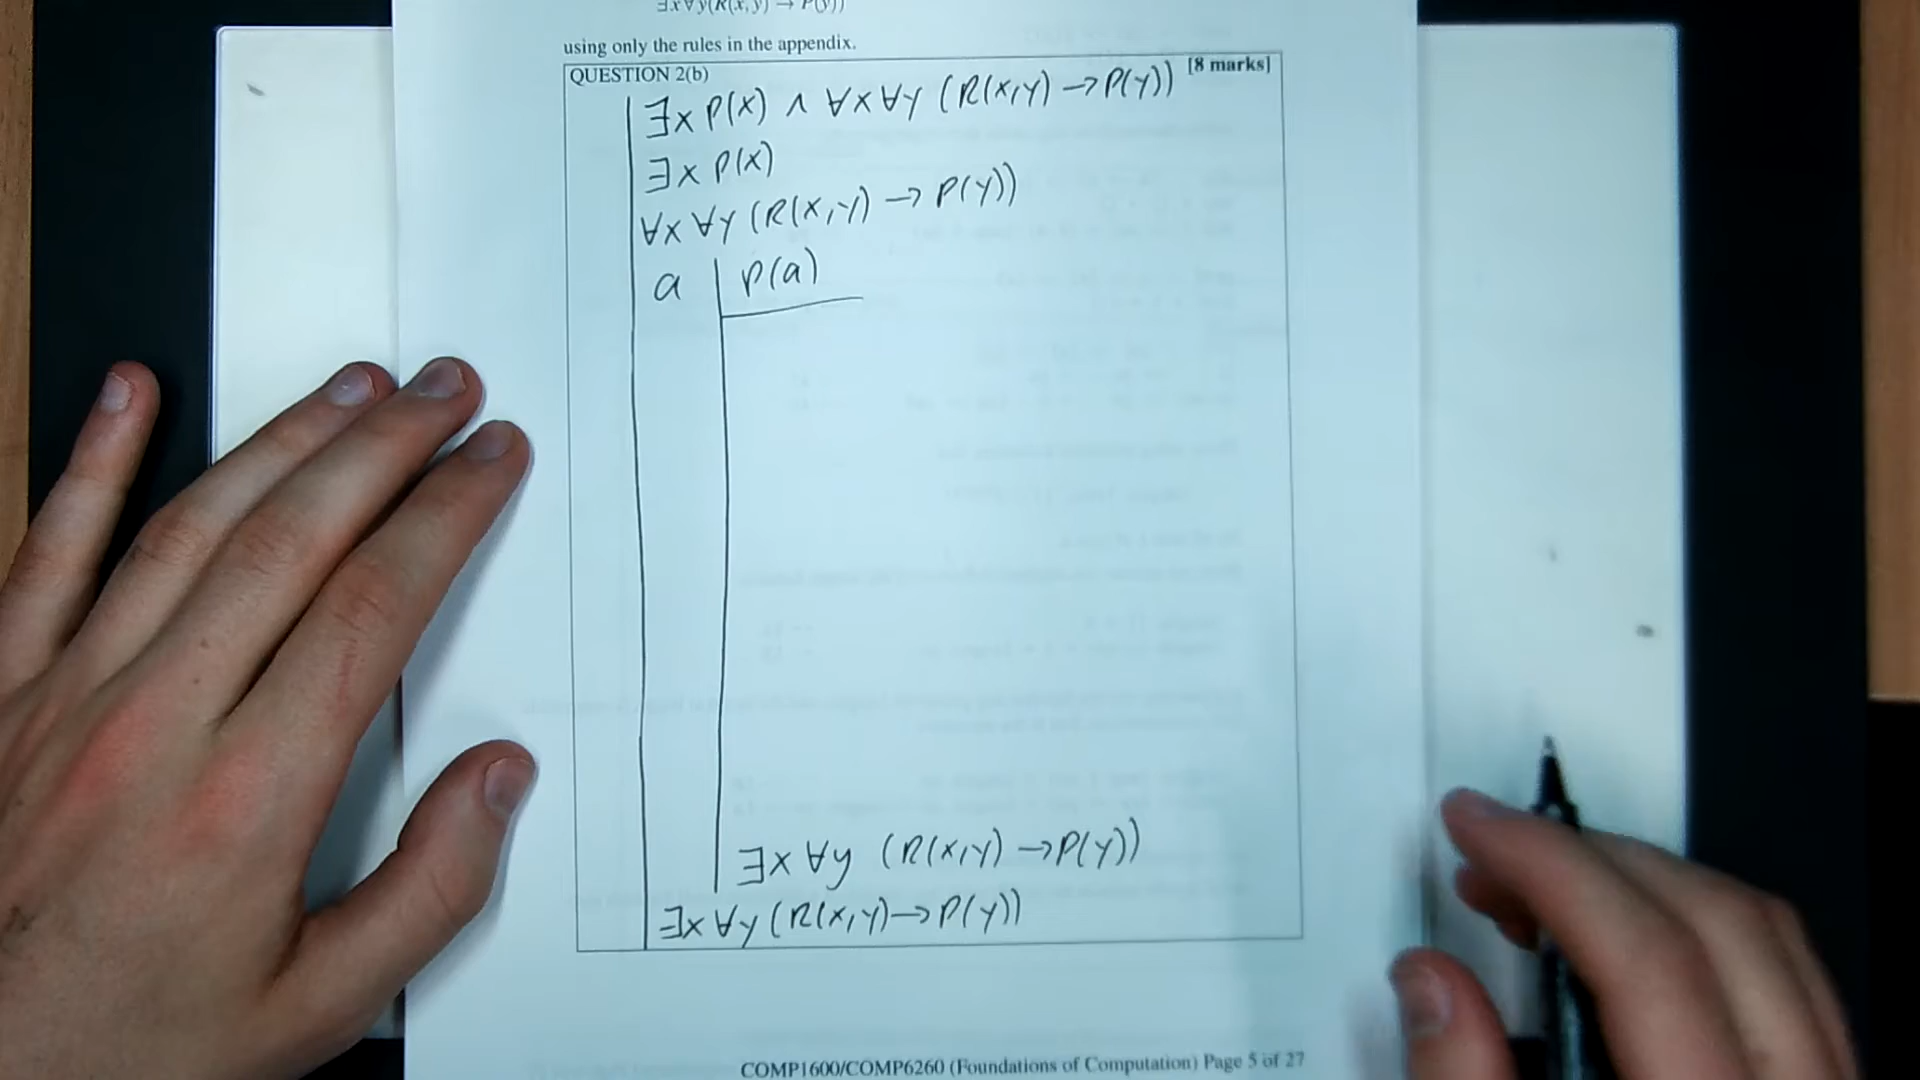 ∃x∀y(R(x,y) → P(y))
using only the rules in the appendix.
QUESTION 2(b) [8 marks]
∃x P(x) ∧ ∀x∀y (R(x,y) → P(y))
∃x P(x)
∀x ∀y (R(x,y) → P(y))
a P(a)
∃x ∀y (R(x,y) → P(y))
∃x ∀y (R(x,y) → P(y))
COMP1600/COMP6260 (Foundations of Computation) Page 5 of 27